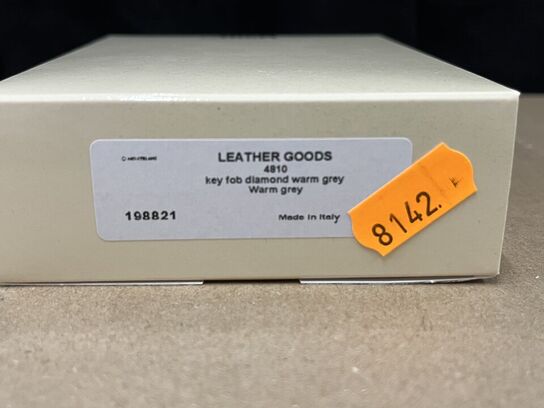 LEATHER GOODS
4810
key fob diamond warm grey
Warm grey
198821
Made in Italy
8142.